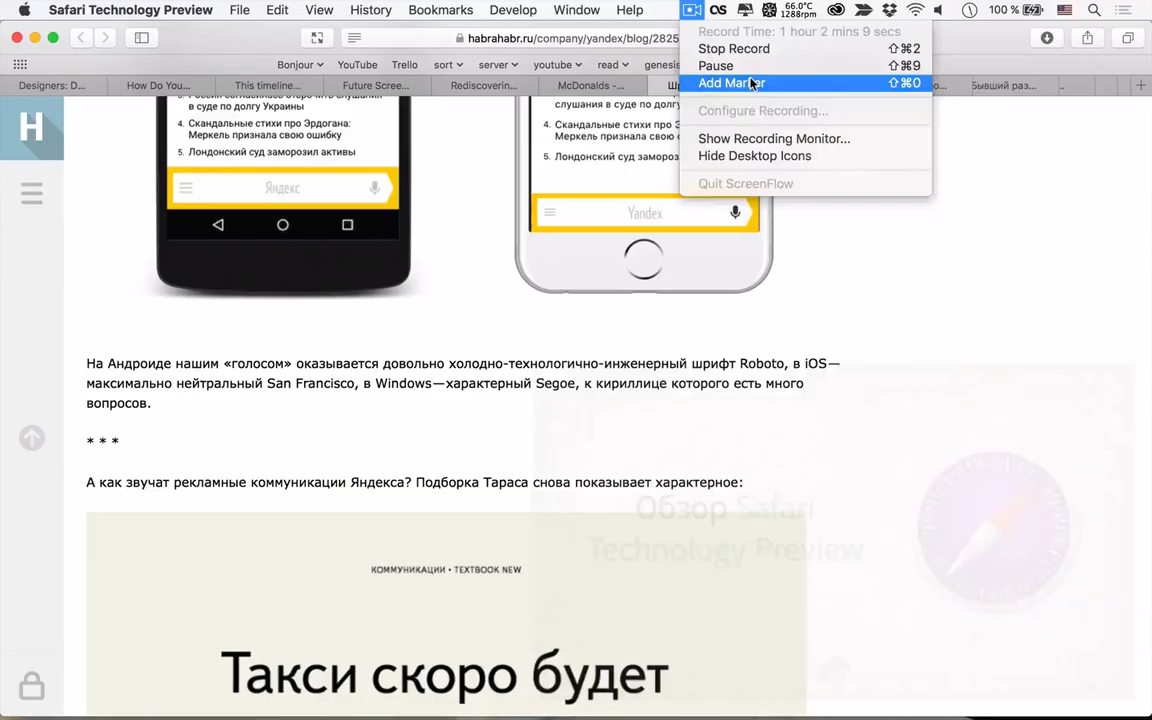 Safari Technology Preview File Edit View History Bookmarks Develop Window Help
OS 66.0°C 1288rpm 100 %
habrahabr.ru/company/yandex/blog/2825
Bonjour YouTube Trello sort server youtube read genesis
Designers: D... How Do You... This timeline... Future Scree... Rediscoverin... McDonalds -...
Бывший раз...
Record Time: 1 hour 2 mins 9 secs
Stop Record ⇧⌘2
Pause ⇧⌘9
Add Marker ⇧⌘0
Configure Recording...
Show Recording Monitor...
Hide Desktop Icons
Quit ScreenFlow
H
в суде по долгу Украины
4. Скандальные стихи про Эрдогана:
Меркель признала свою ошибку
5. Лондонский суд заморозил активы
Яндекс
слушания в суде по долгу
4. Скандальные стихи про
Меркель признала свою
5. Лондонский суд
Yandex
На Андроиде нашим «голосом» оказывается довольно холодно-технологично-инженерный шрифт Roboto, в iOS—
максимально нейтральный San Francisco, в Windows—характерный Segoe, к кириллице которого есть много
вопросов.
* * *
А как звучат рекламные коммуникации Яндекса? Подборка Тараса снова показывает характерное:
Обзор Safari
Technology Preview
КОММУНИКАЦИИ • TEXTBOOK NEW
Такси скоро будет